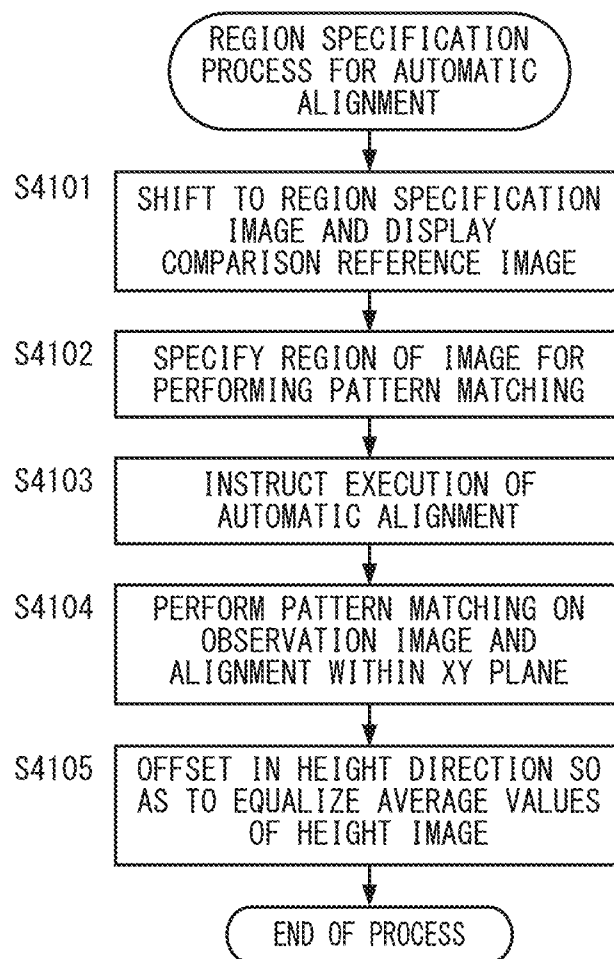 REGION SPECIFICATION
PROCESS FOR AUTOMATIC
ALIGNMENT
S4101
SHIFT TO REGION SPECIFICATION
IMAGE AND DISPLAY
COMPARISON REFERENCE IMAGE
S4102
SPECIFY REGION OF IMAGE FOR
PERFORMING PATTERN MATCHING
S4103
INSTRUCT EXECUTION OF
AUTOMATIC ALIGNMENT
S4104
PERFORM PATTERN MATCHING ON
OBSERVATION IMAGE AND
ALIGNMENT WITHIN XY PLANE
S4105
OFFSET IN HEIGHT DIRECTION SO
AS TO EQUALIZE AVERAGE VALUES
OF HEIGHT IMAGE
END OF PROCESS